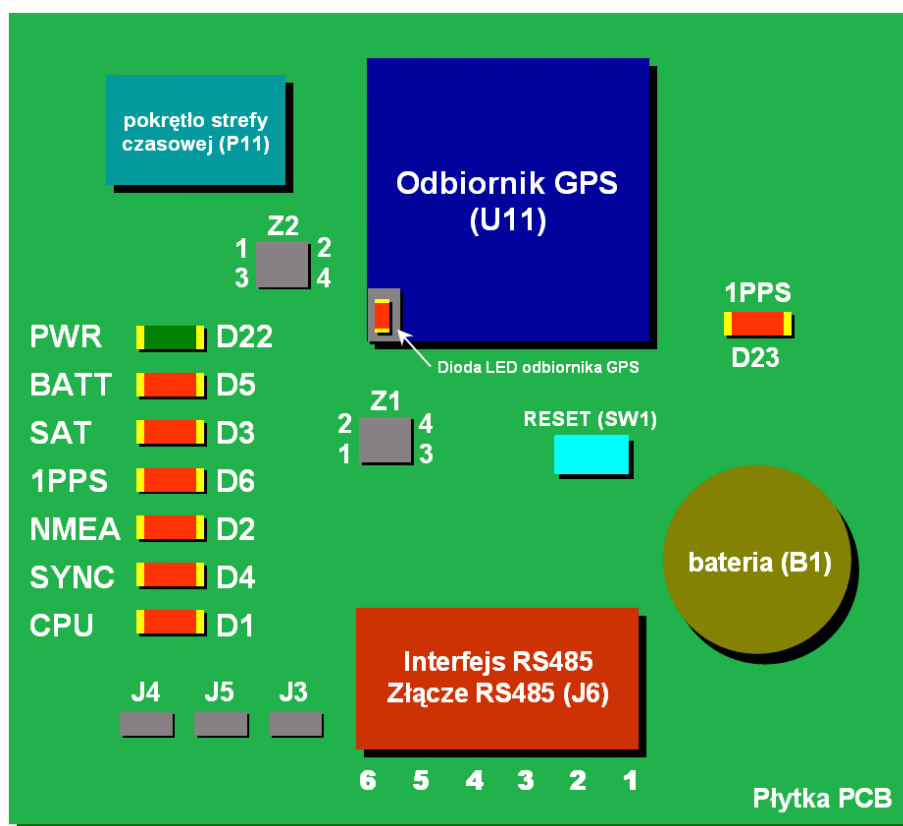 pokrętło strefy
czasowej (P11)
Odbiornik GPS
(U11)
Z2
1 2
3 4
1PPS
D23
Dioda LED odbiornika GPS
PWR D22
BATT D5
SAT D3
1PPS D6
NMEA D2
SYNC D4
CPU D1
Z1
2 4
1 3
RESET (SW1)
bateria (B1)
Interfejs RS485
Złącze RS485 (J6)
J4 J5 J3
6 5 4 3 2 1
Płytka PCB